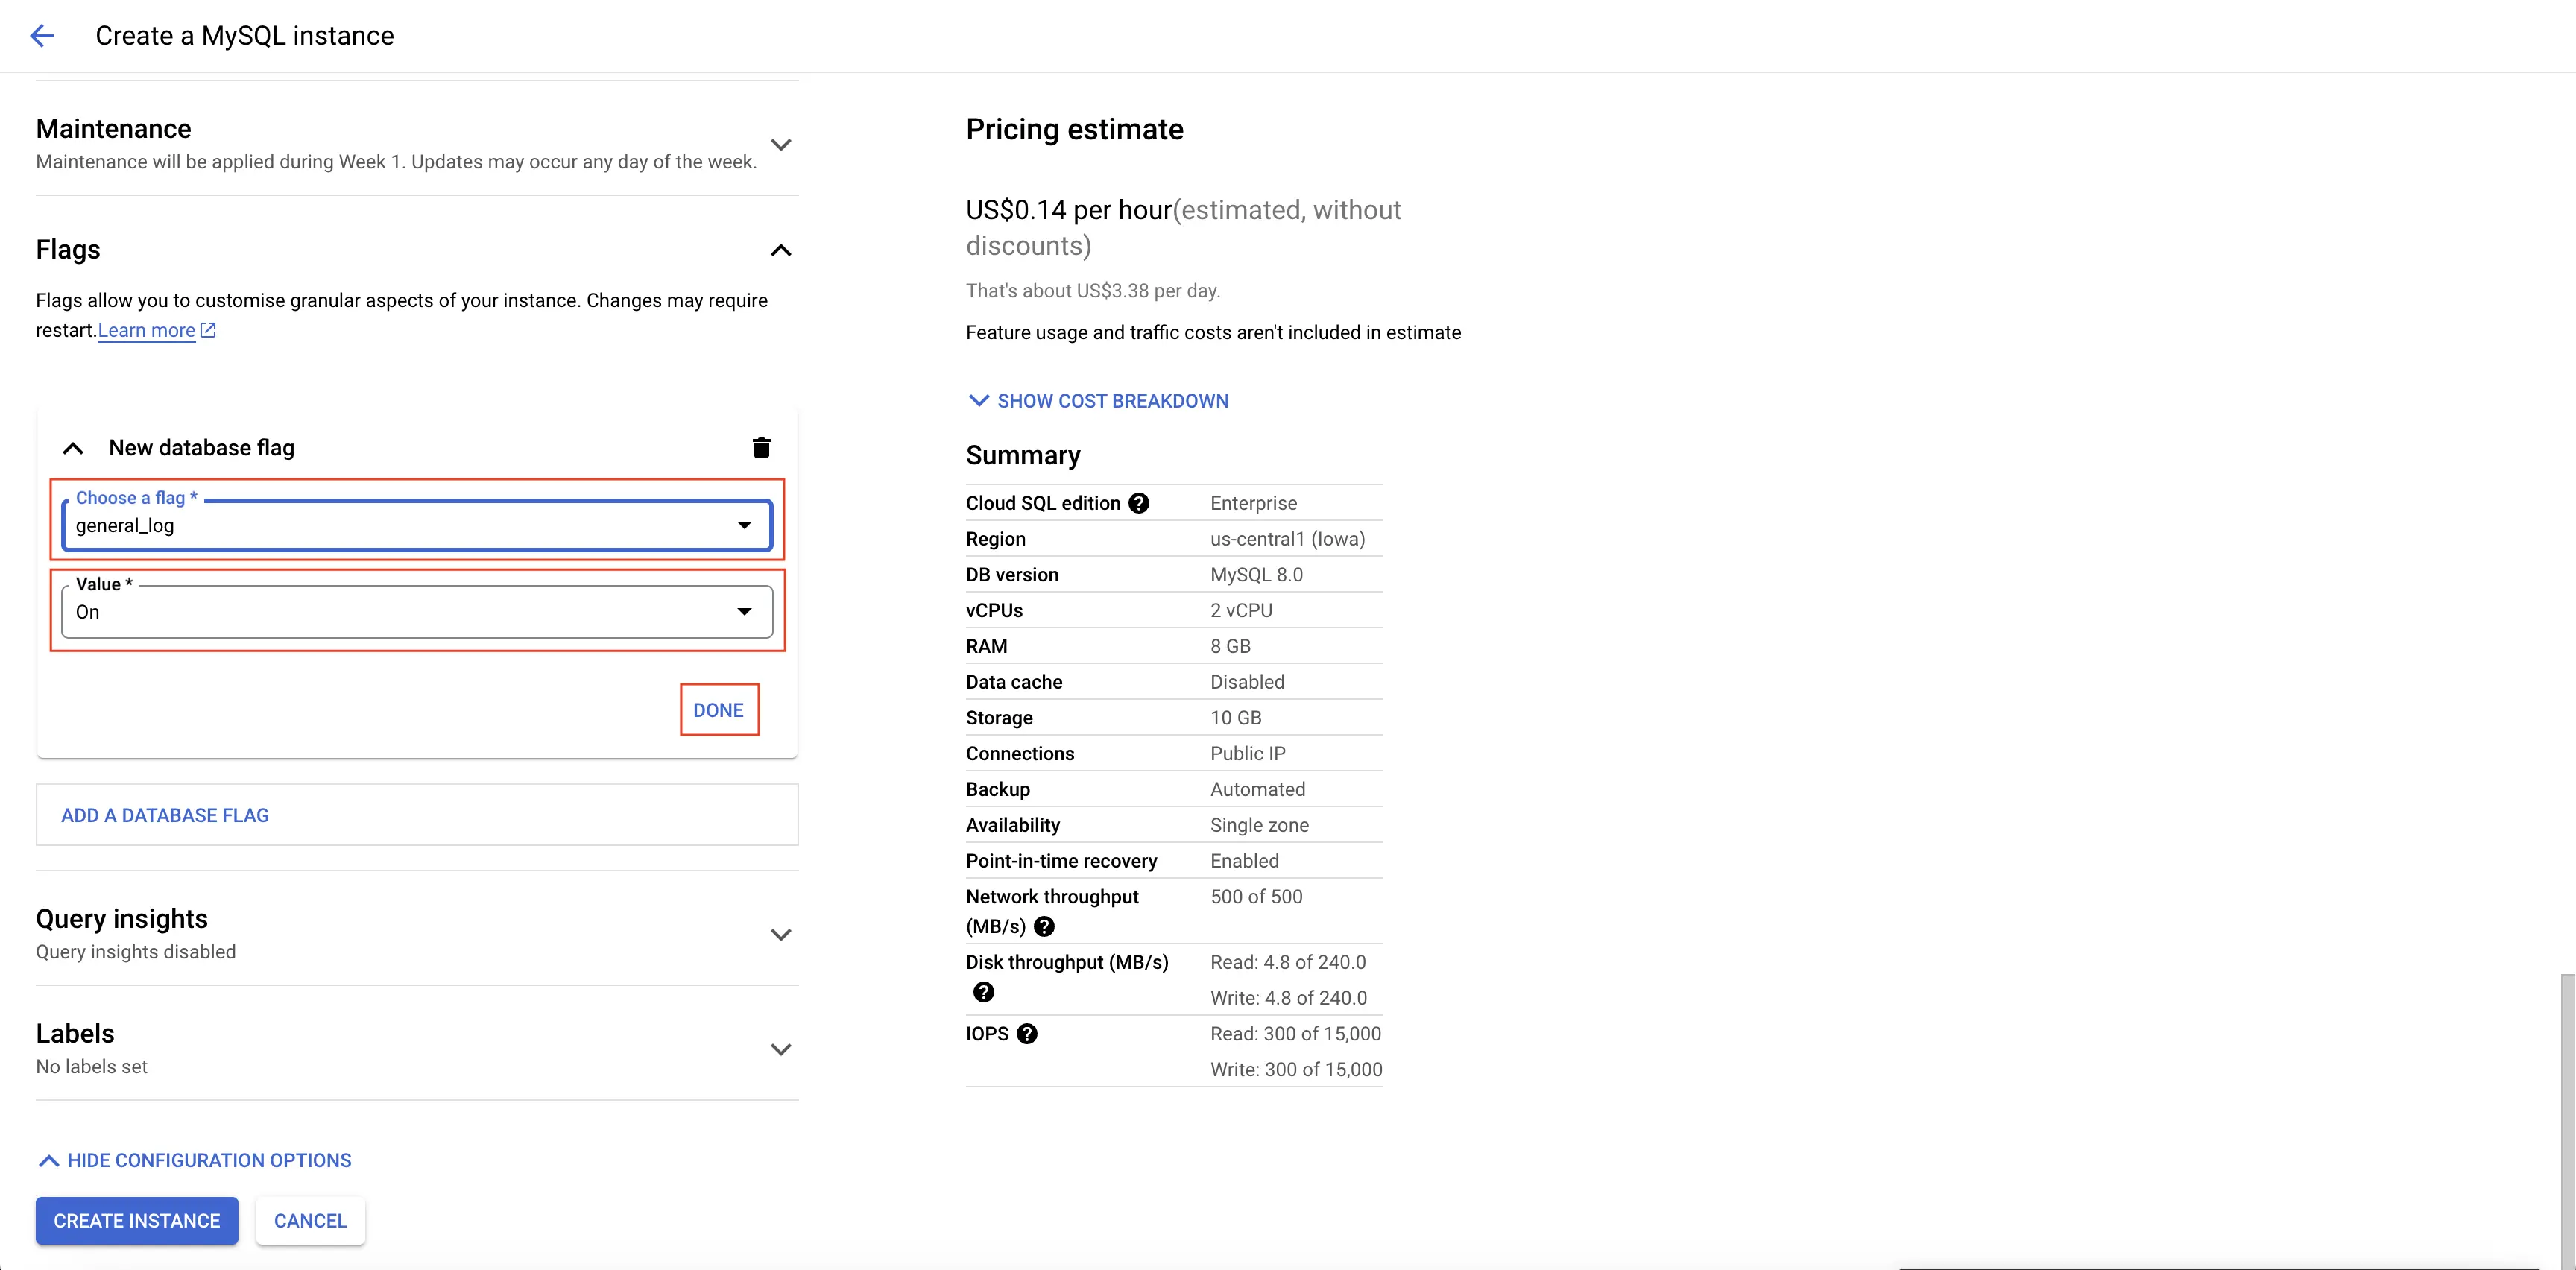 Create a MySQL instance
Maintenance
Maintenance will be applied during Week 1. Updates may occur any day of the week.
Flags
Flags allow you to customise granular aspects of your instance. Changes may require
restart.Learn more
New database flag
Choose a flag *
general_log
Value *
On
DONE
ADD A DATABASE FLAG
Query insights
Query insights disabled
Labels
No labels set
HIDE CONFIGURATION OPTIONS
CREATE INSTANCE
CANCEL
Pricing estimate
US$0.14 per hour(estimated, without
discounts)
That's about US$3.38 per day.
Feature usage and traffic costs aren't included in estimate
SHOW COST BREAKDOWN
Summary
Cloud SQL edition ? Enterprise
Region us-central1 (Iowa)
DB version MySQL 8.0
vCPUs 2 vCPU
RAM 8 GB
Data cache Disabled
Storage 10 GB
Connections Public IP
Backup Automated
Availability Single zone
Point-in-time recovery Enabled
Network throughput 500 of 500
(MB/s) ?
Disk throughput (MB/s) Read: 4.8 of 240.0
? Write: 4.8 of 240.0
IOPS ? Read: 300 of 15,000
Write: 300 of 15,000